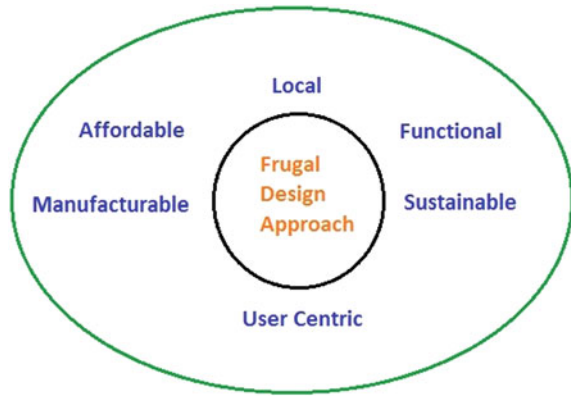 Local
Affordable
Functional
Frugal
Design
Approach
Manufacturable
Sustainable
User Centric